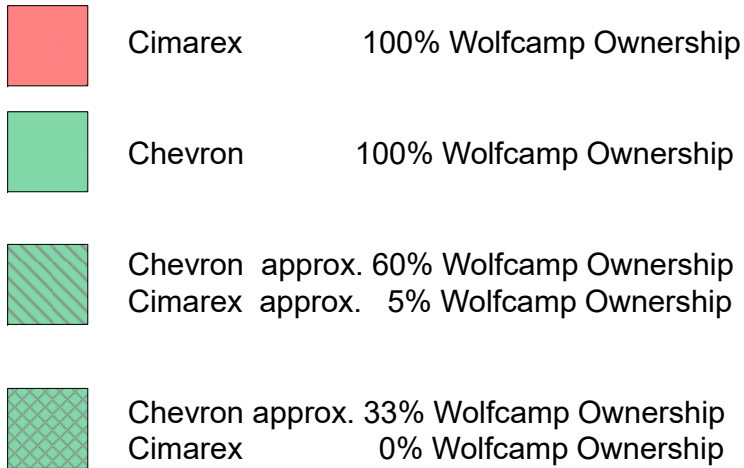 Cimarex 100% Wolfcamp Ownership
Chevron 100% Wolfcamp Ownership
Chevron approx. 60% Wolfcamp Ownership
Cimarex approx. 5% Wolfcamp Ownership
Chevron approx. 33% Wolfcamp Ownership
Cimarex 0% Wolfcamp Ownership